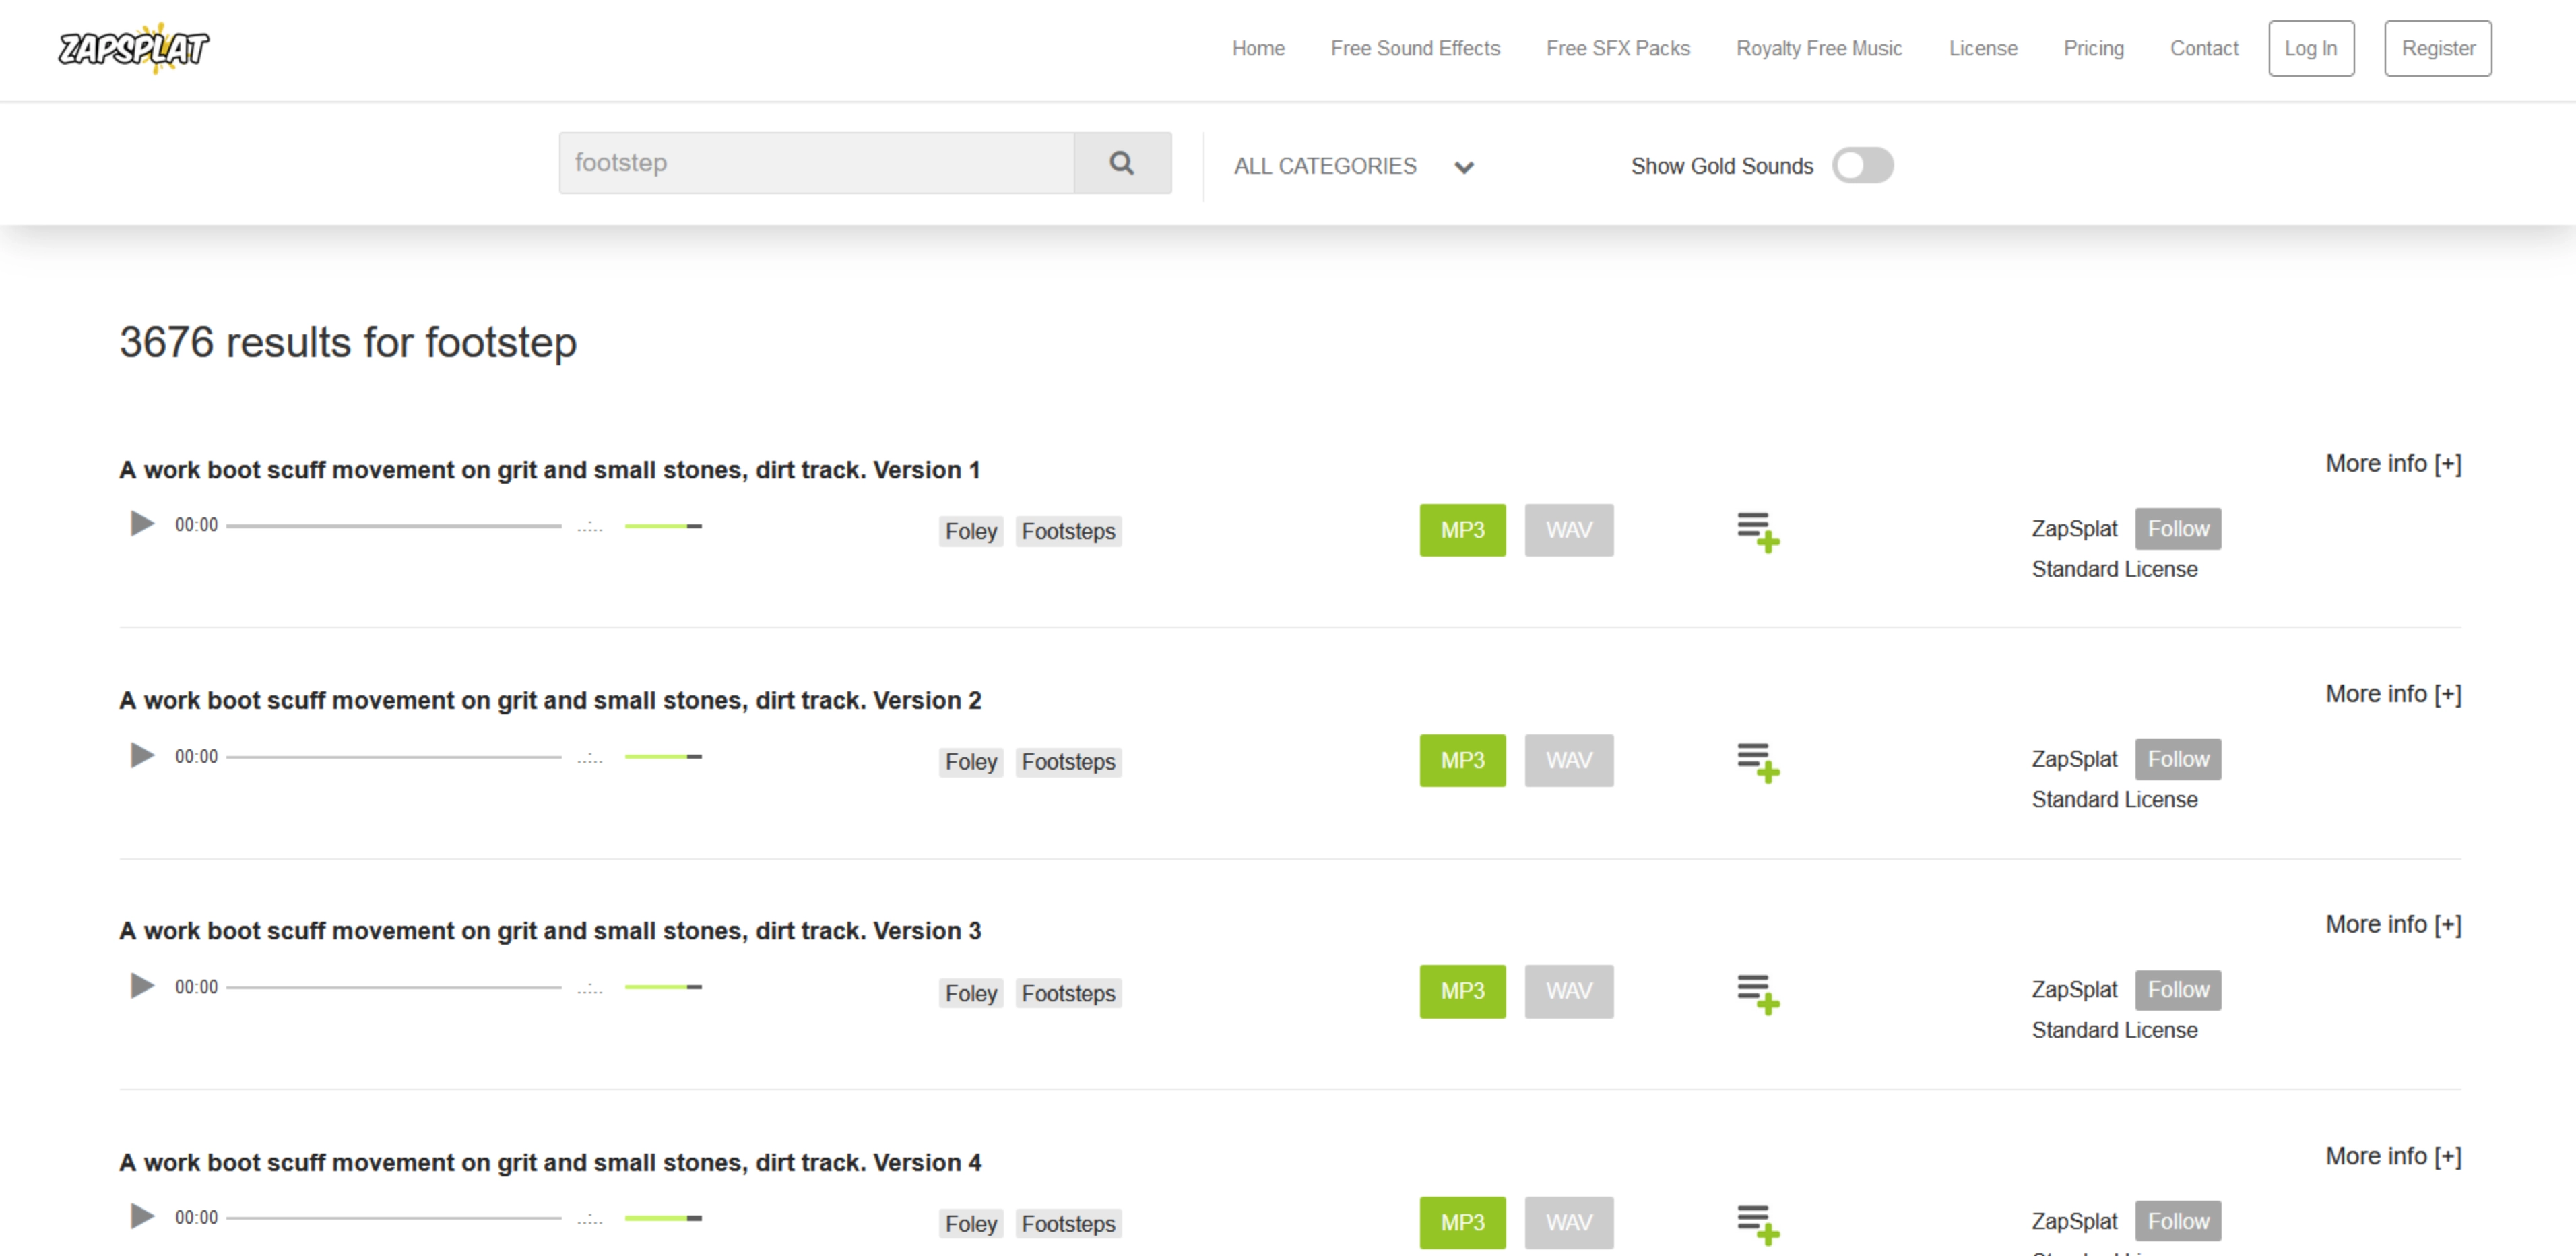 ZAPSPLAT
Home Free Sound Effects Free SFX Packs Royalty Free Music License Pricing Contact Log In Register
footstep ALL CATEGORIES Show Gold Sounds
3676 results for footstep
A work boot scuff movement on grit and small stones, dirt track. Version 1 More info [+]
00:00 --:-- Foley Footsteps MP3 WAV ZapSplat Follow
Standard License
A work boot scuff movement on grit and small stones, dirt track. Version 2 More info [+]
00:00 --:-- Foley Footsteps MP3 WAV ZapSplat Follow
Standard License
A work boot scuff movement on grit and small stones, dirt track. Version 3 More info [+]
00:00 --:-- Foley Footsteps MP3 WAV ZapSplat Follow
Standard License
A work boot scuff movement on grit and small stones, dirt track. Version 4 More info [+]
00:00 --:-- Foley Footsteps MP3 WAV ZapSplat Follow